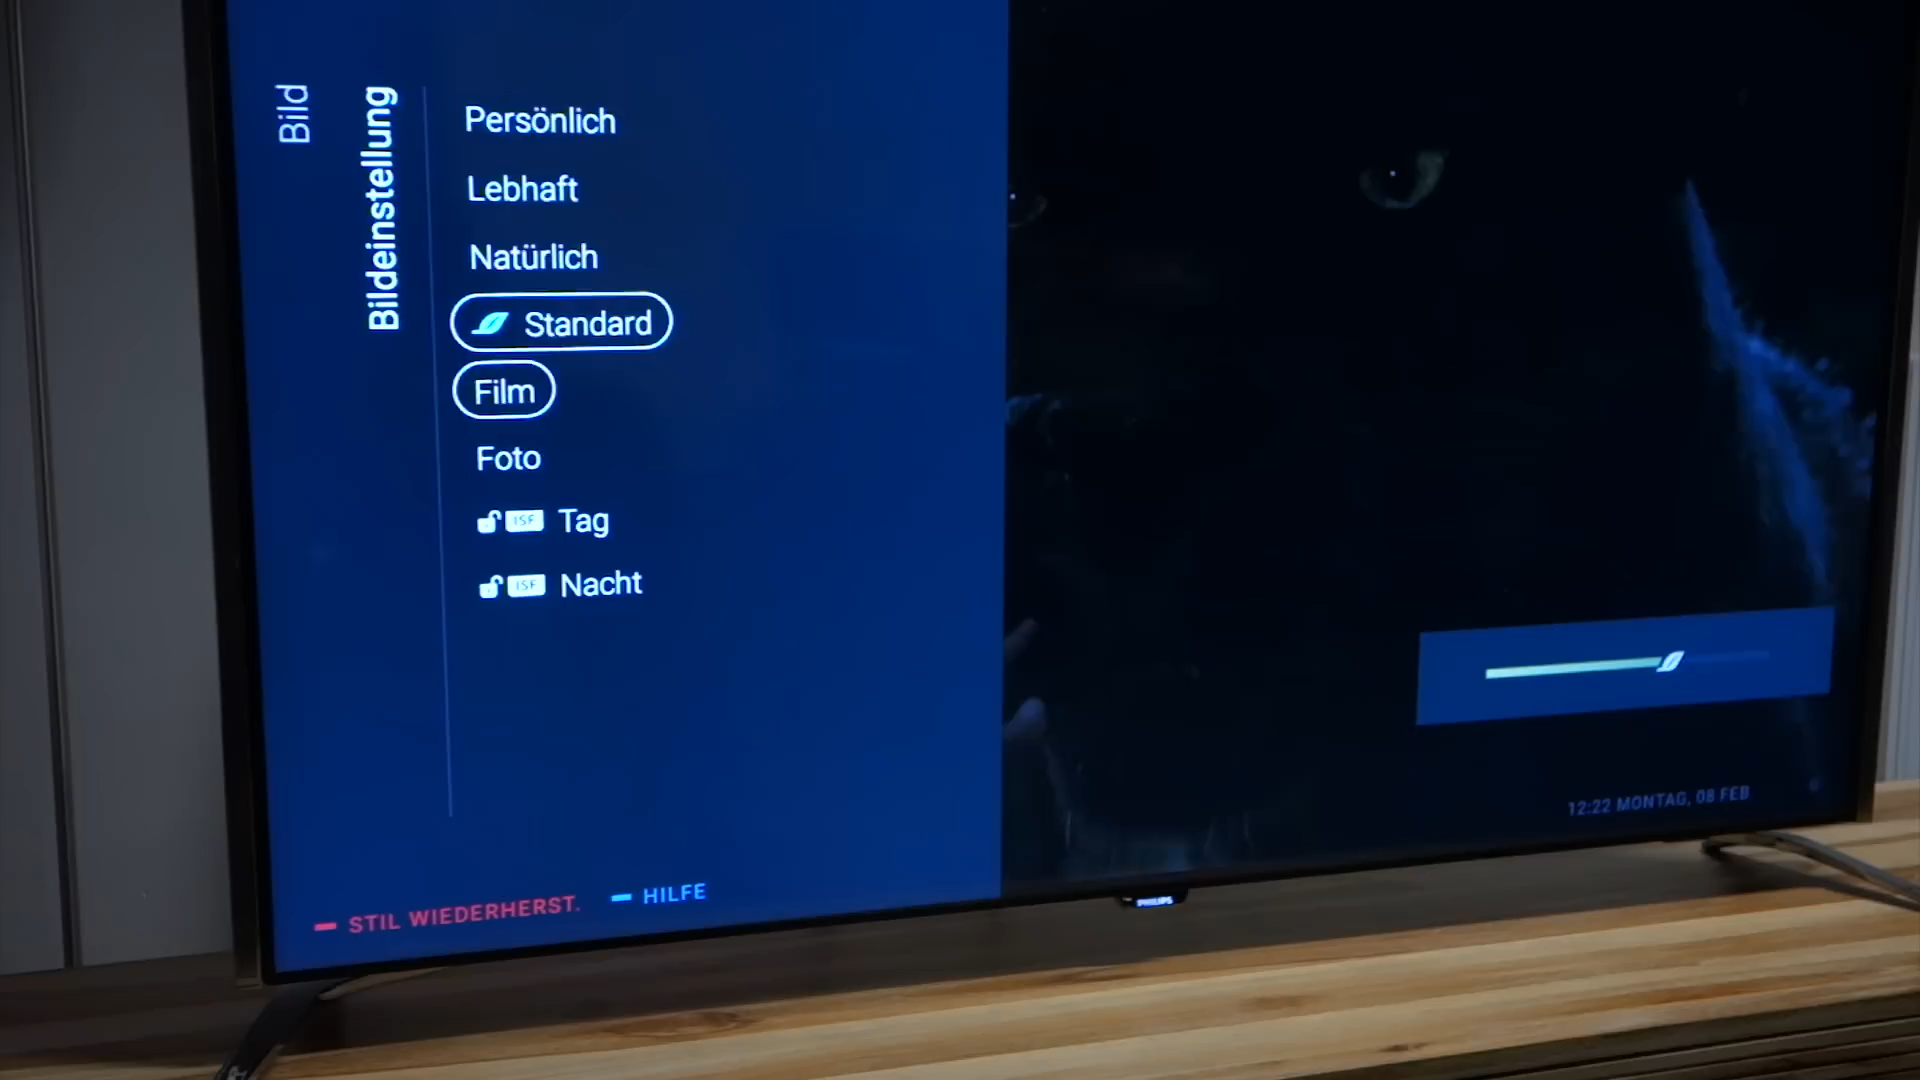 Bild
Bildeinstellung
Persönlich
Lebhaft
Natürlich
Standard
Film
Foto
ISF Tag
ISF Nacht
STIL WIEDERHERST.
HILFE
12:22 MONTAG, 08 FEB
PHILIPS